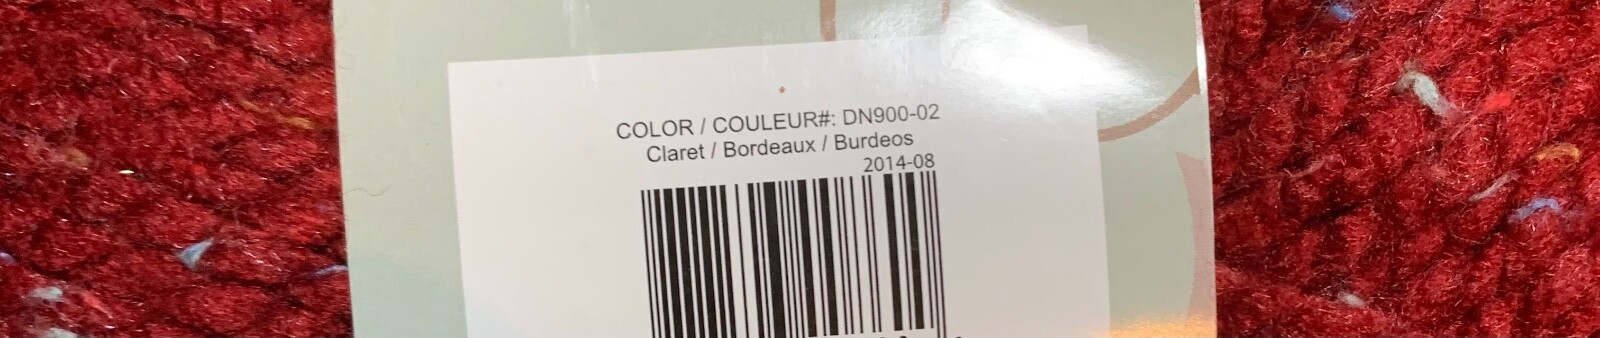 COLOR / COULEUR#: DN900-02
Claret / Bordeaux / Burdeos
2014-08